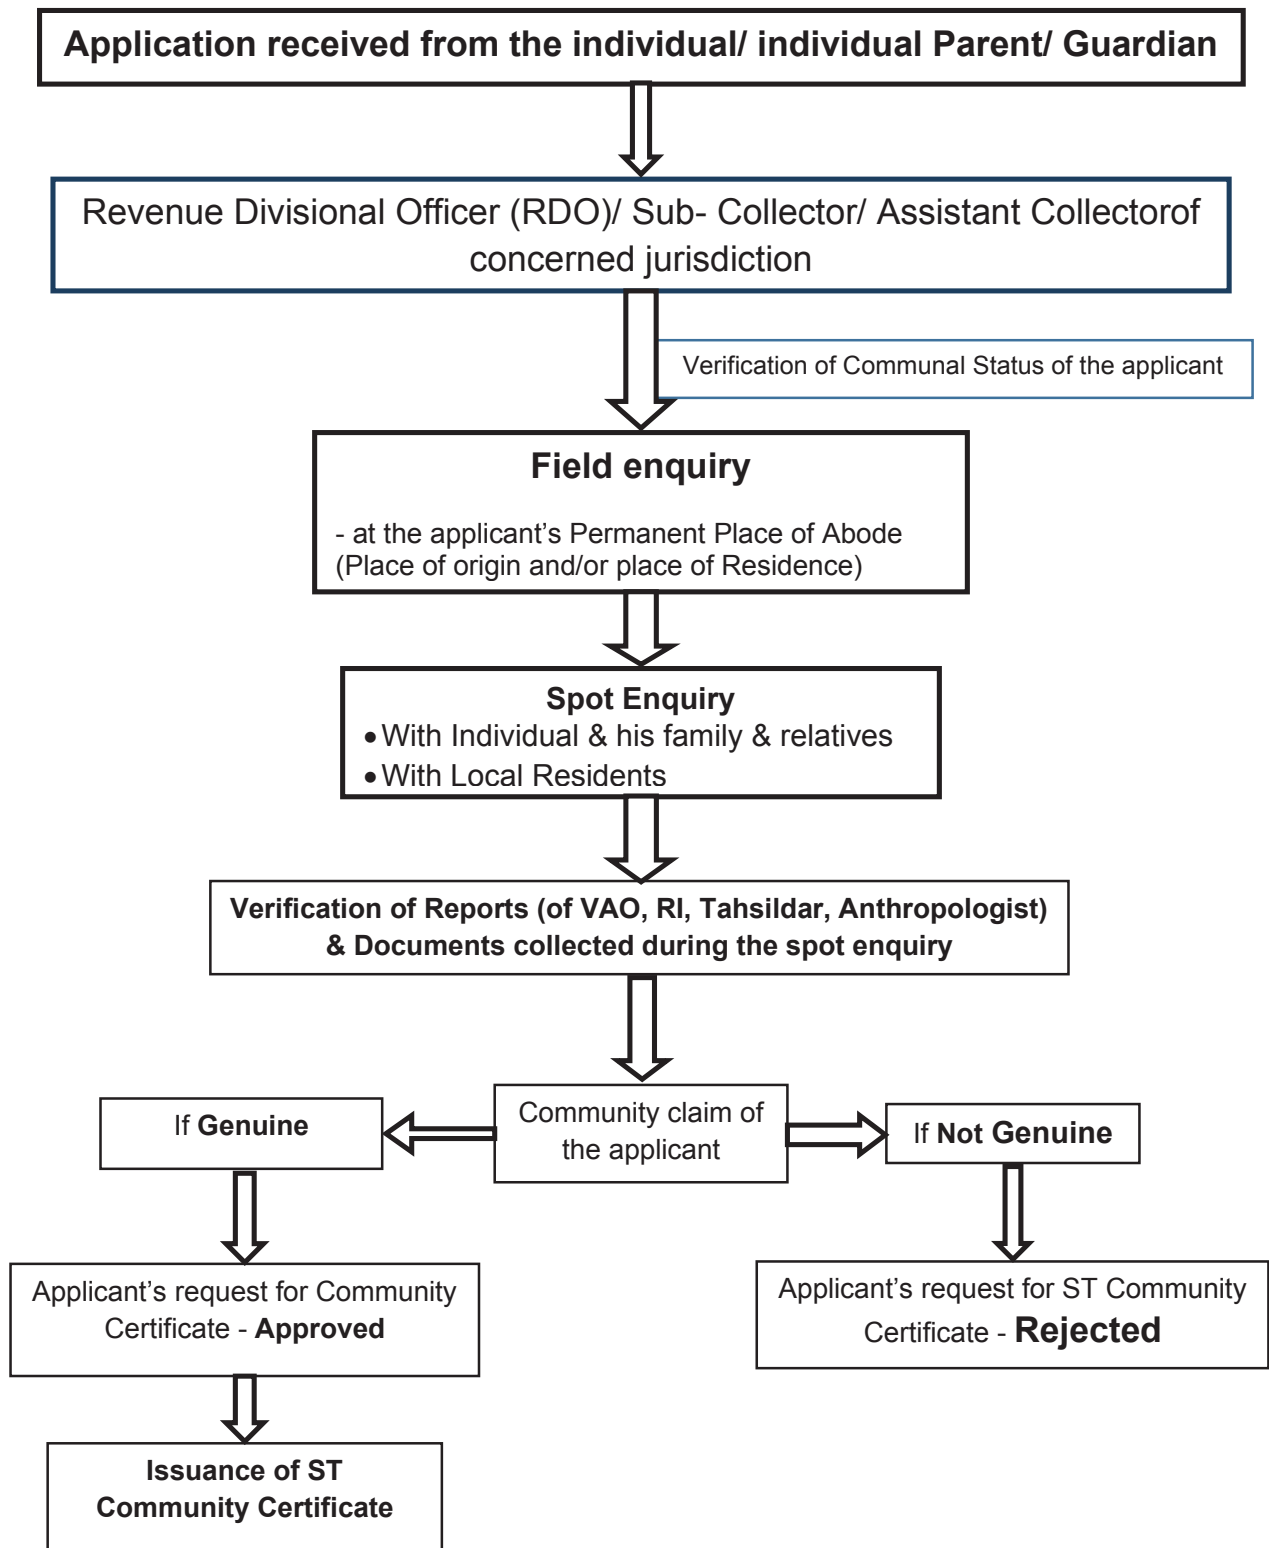 Application received from the individual/ individual Parent/ Guardian
Revenue Divisional Officer (RDO)/ Sub- Collector/ Assistant Collectorof
concerned jurisdiction
Verification of Communal Status of the applicant
Field enquiry
- at the applicant’s Permanent Place of Abode
(Place of origin and/or place of Residence)
Spot Enquiry
• With Individual & his family & relatives
• With Local Residents
Verification of Reports (of VAO, RI, Tahsildar, Anthropologist)
& Documents collected during the spot enquiry
Community claim of
the applicant
If Genuine
If Not Genuine
Applicant’s request for Community
Certificate - Approved
Applicant’s request for ST Community
Certificate - Rejected
Issuance of ST
Community Certificate